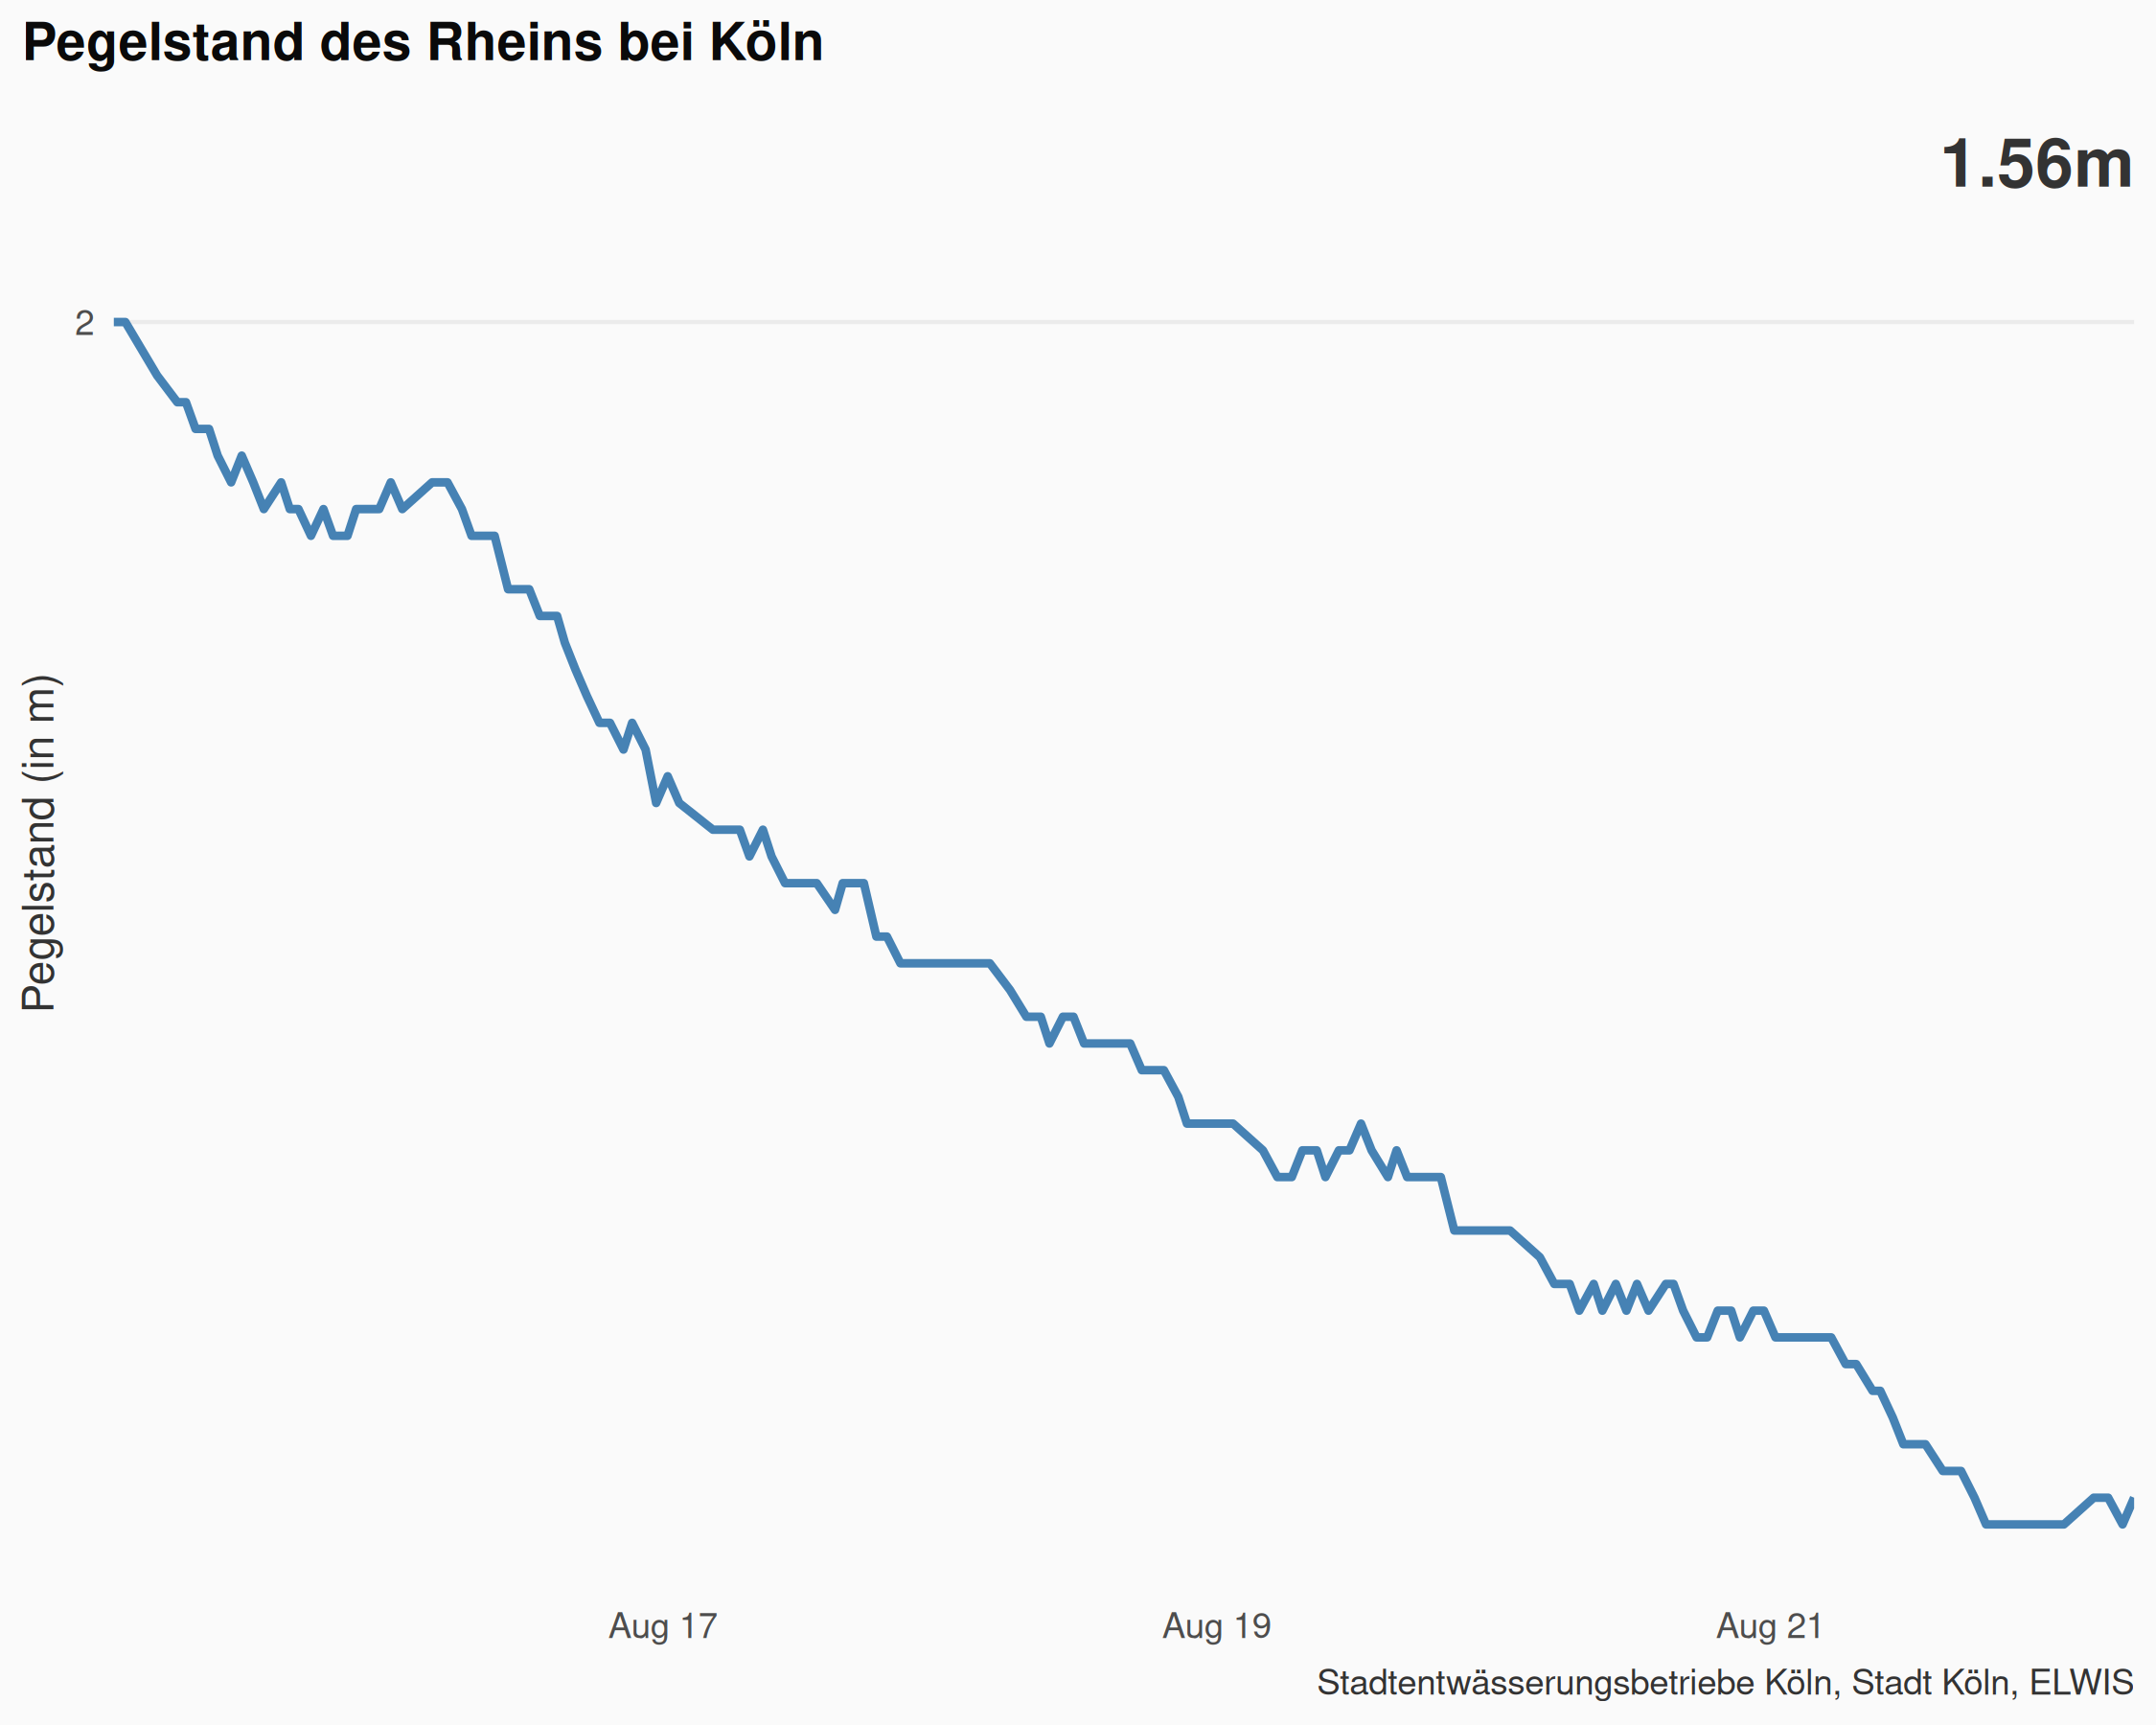 Pegelstand des Rheins bei Köln
1.56m
2
Pegelstand (in m)
Aug 17
Aug 19
Aug 21
Stadtentwässerungsbetriebe Köln, Stadt Köln, ELWIS